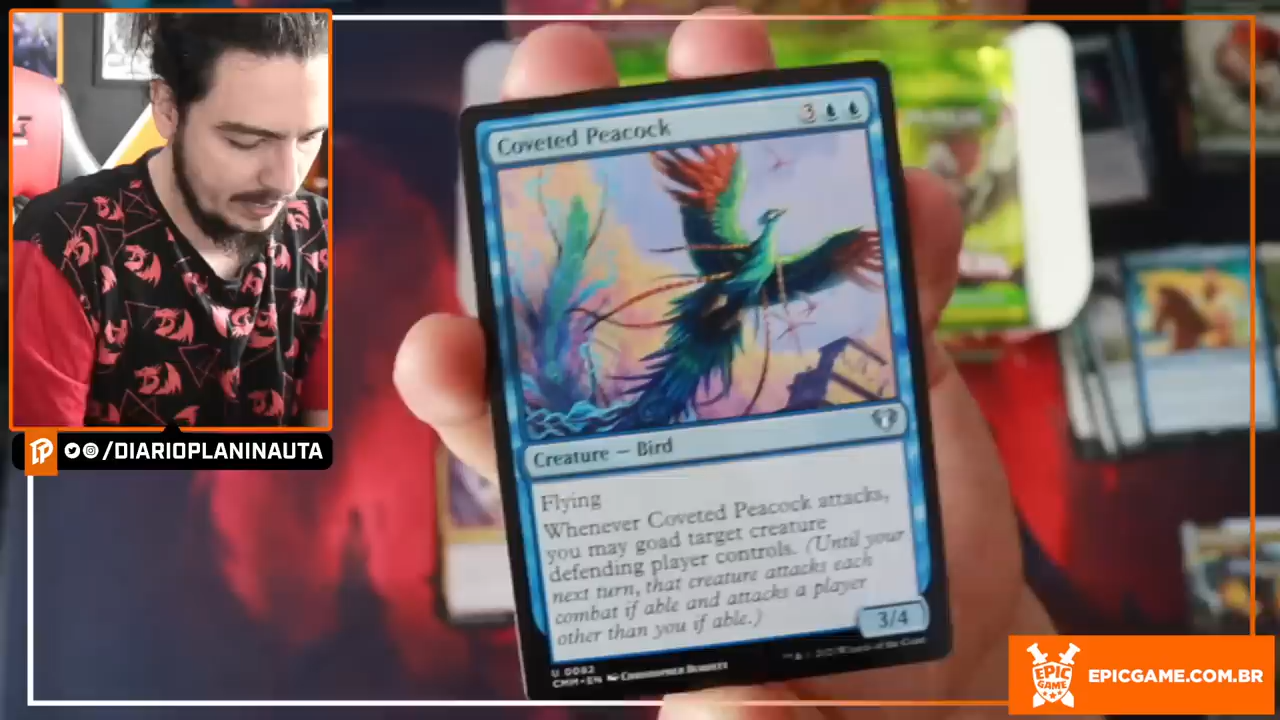 Coveted Peacock
3
Creature — Bird
Flying
Whenever Coveted Peacock attacks,
you may goad target creature
defending player controls. (Until your
next turn, that creature attacks each
combat if able and attacks a player
other than you if able.)
3/4
U 0082
CMM • EN
/DIARIOPLANINAUTA
EPIC
GAME
EPICGAME.COM.BR